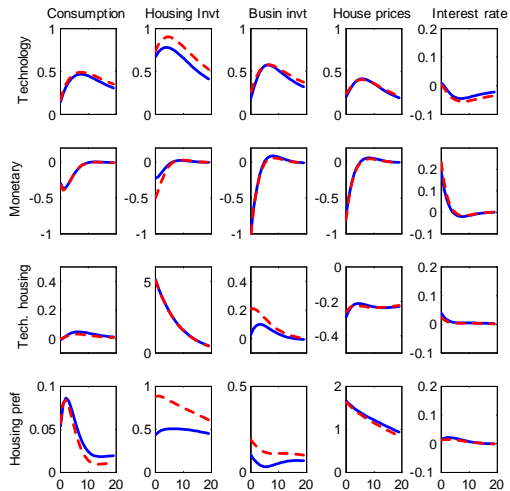 Consumption Housing Invt Busin invt House prices Interest rate
Technology
1 1 1 1 0.2
0.1
0.5 0.5 0.5 0.5
0
0 0 0 0 -0.1
Monetary
0 0 0 0 0.2
0.1
-0.5 -0.5 -0.5 -0.5
0
-1 -1 -1 -1 -0.1
Tech. housing
0.4 5 0.4 0 0.2
0.2 0.2 -0.2 0.1
0 0 -0.4 0
0 -0.1
Housing pref
0.1 1 0.5 2 0.2
0.05 0.5 1 0.1
0
0 0 0 0 -0.1
0 10 20 0 10 20 0 10 20 0 10 20 0 10 20